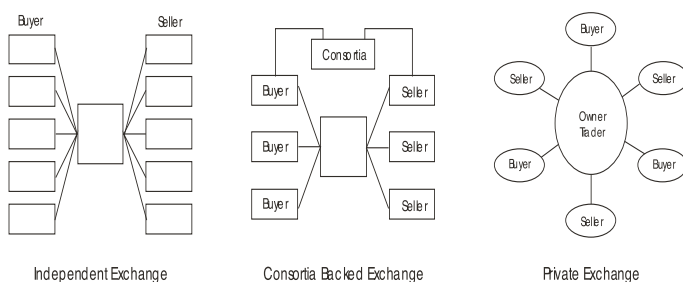 Buyer Seller
Consortia
Buyer Seller
Buyer Seller
Buyer Seller
Buyer
Seller Seller
Owner
Trader
Buyer Buyer
Seller
Independent Exchange
Consortia Backed Exchange
Private Exchange